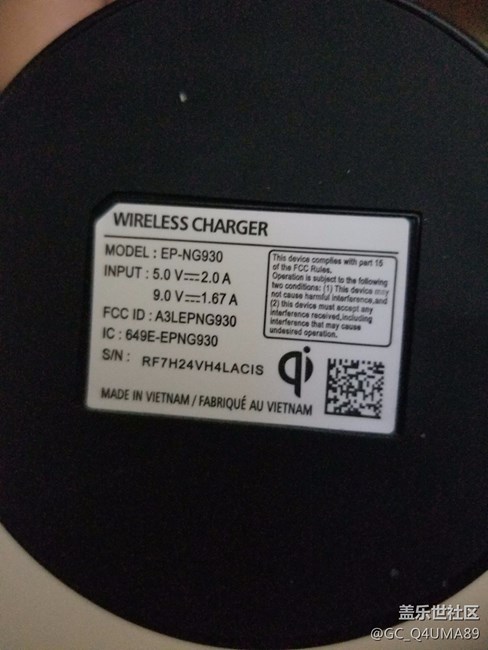 WIRELESS CHARGER
MODEL : EP-NG930
INPUT : 5.0 V⎓2.0 A
9.0 V⎓1.67 A
FCC ID : A3LEPNG930
IC : 649E-EPNG930
S/N : RF7H24VH4LACIS
This device complies with part 15
of the FCC Rules.
Operation is subject to the following
two conditions: (1) This device may
not cause harmful interference,and
(2) this device must accept any
interference received,including
interference that may cause
undesired operation.
qi
MADE IN VIETNAM / FABRIQUÉ AU VIETNAM
盖乐世社区
@GC_Q4UMA89